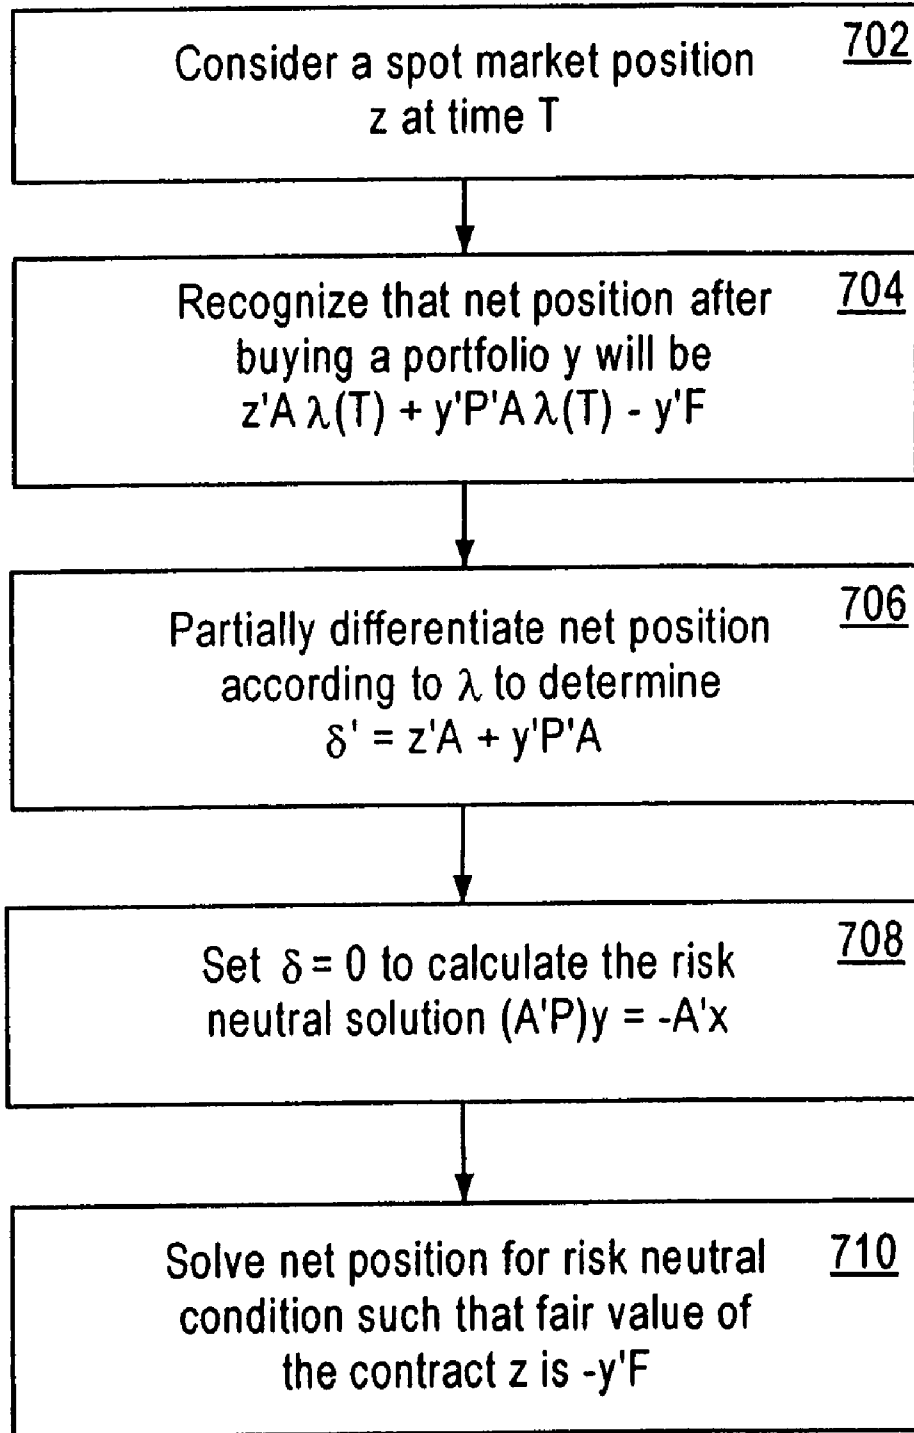 702
Consider a spot market position
z at time T
704
Recognize that net position after
buying a portfolio y will be
z'A λ(T) + y'P'A λ(T) - y'F
706
Partially differentiate net position
according to λ to determine
δ' = z'A + y'P'A
708
Set δ = 0 to calculate the risk
neutral solution (A'P)y = -A'x
710
Solve net position for risk neutral
condition such that fair value of
the contract z is -y'F